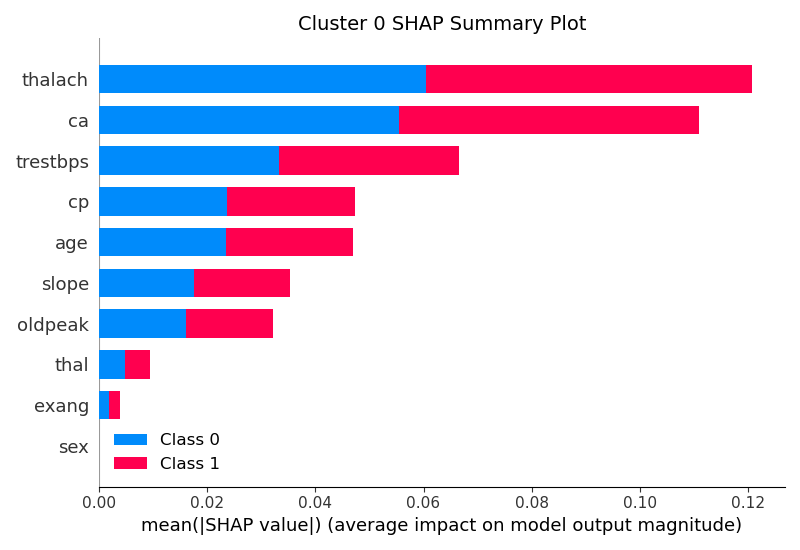 Cluster 0 SHAP Summary Plot
thalach
ca
trestbps
cp
age
slope
oldpeak
thal
exang
sex
Class 0
Class 1
0.00 0.02 0.04 0.06 0.08 0.10 0.12
mean(|SHAP value|) (average impact on model output magnitude)